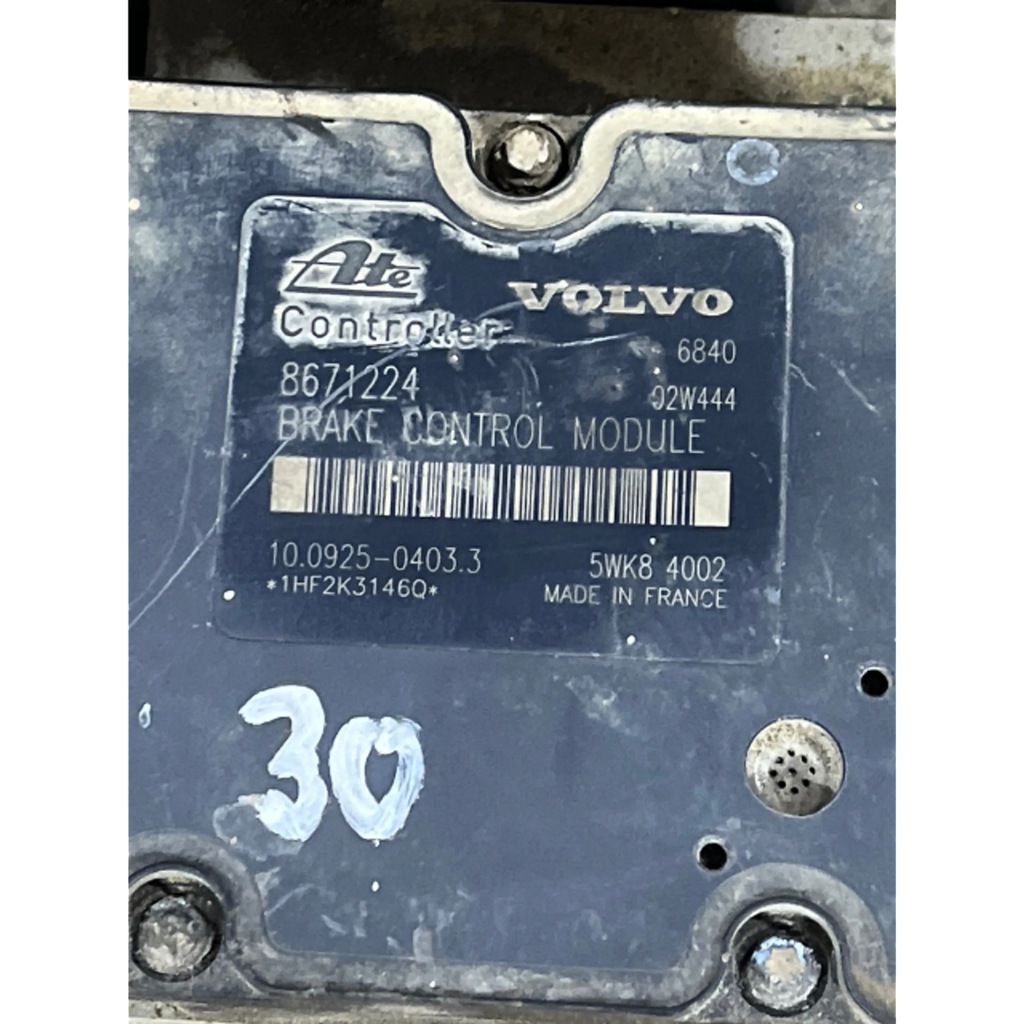 Ate
VOLVO
Controller
6840
8671224
02W444
BRAKE CONTROL MODULE
10.0925-0403.3
5WK8 4002
*1HF2K3146Q*
MADE IN FRANCE
30